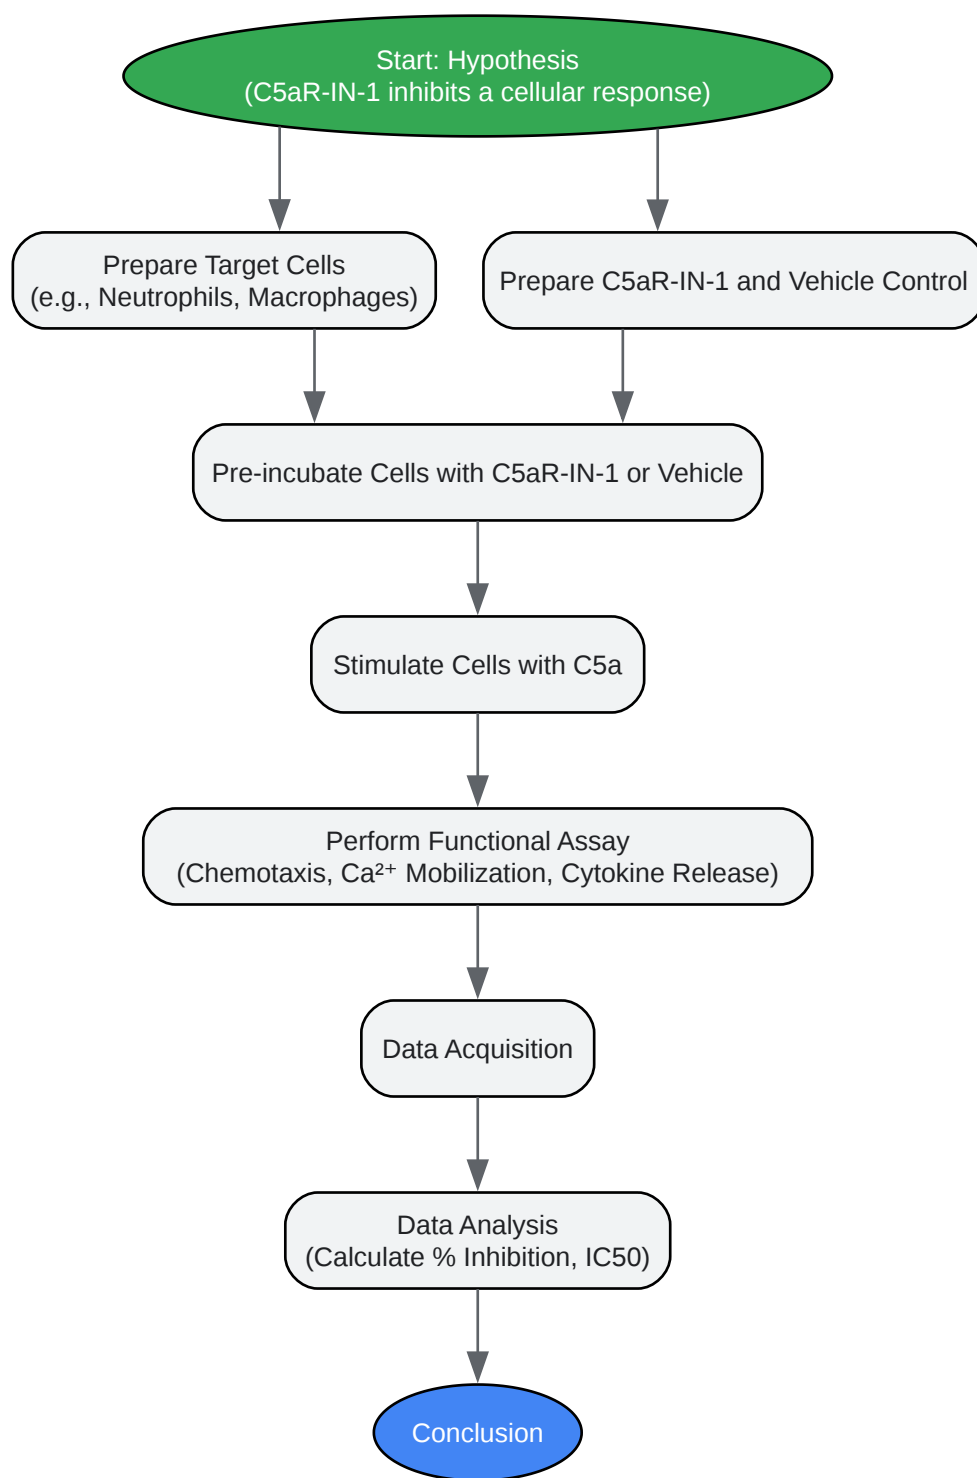 Start: Hypothesis
(C5aR-IN-1 inhibits a cellular response)
Prepare Target Cells
(e.g., Neutrophils, Macrophages)
Prepare C5aR-IN-1 and Vehicle Control
Pre-incubate Cells with C5aR-IN-1 or Vehicle
Stimulate Cells with C5a
Perform Functional Assay
(Chemotaxis, Ca²⁺ Mobilization, Cytokine Release)
Data Acquisition
Data Analysis
(Calculate % Inhibition, IC50)
Conclusion